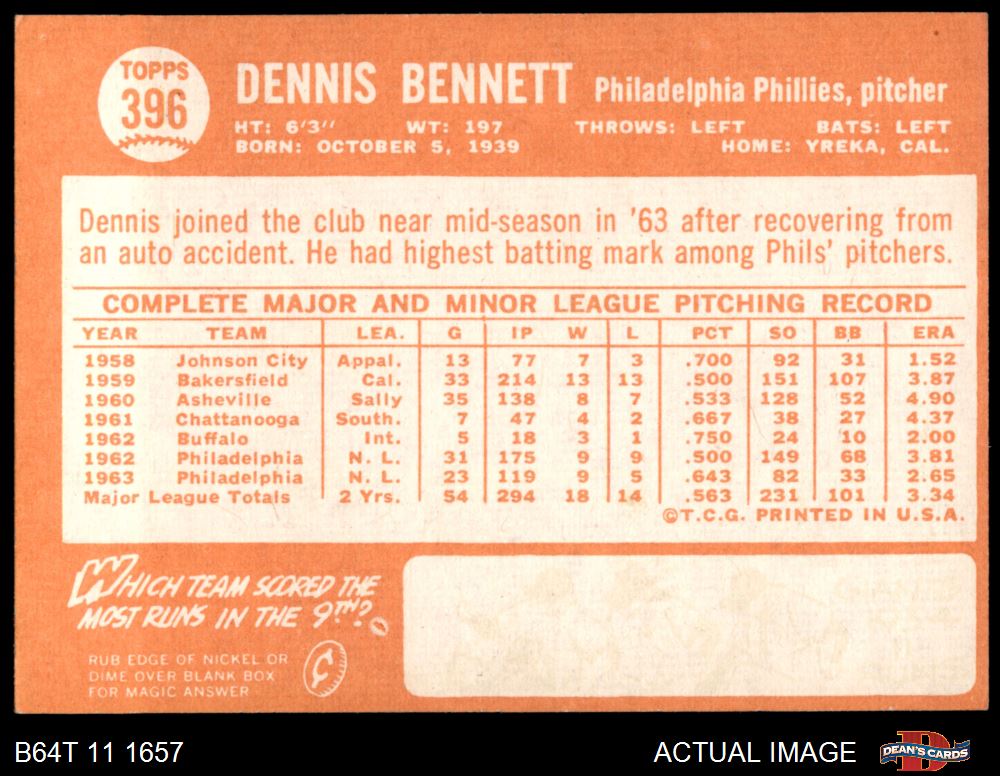 TOPPS
396
DENNIS BENNETT Philadelphia Phillies, pitcher
HT: 6'3" WT: 197 THROWS: LEFT BATS: LEFT
BORN: OCTOBER 5, 1939 HOME: YREKA, CAL.
Dennis joined the club near mid-season in '63 after recovering from
an auto accident. He had highest batting mark among Phils' pitchers.
COMPLETE MAJOR AND MINOR LEAGUE PITCHING RECORD
YEAR TEAM LEA. G IP W L PCT SO BB ERA
1958 Johnson City Appal. 13 77 7 3 .700 92 31 1.52
1959 Bakersfield Cal. 33 214 13 13 .500 151 107 3.87
1960 Asheville Sally 35 138 8 7 .533 128 52 4.90
1961 Chattanooga South. 7 47 4 2 .667 38 27 4.37
1962 Buffalo Int. 5 18 3 1 .750 24 10 2.00
1962 Philadelphia N. L. 31 175 9 9 .500 149 68 3.81
1963 Philadelphia N. L. 23 119 9 5 .643 82 33 2.65
Major League Totals 2 Yrs. 54 294 18 14 .563 231 101 3.34
©T.C.G. PRINTED IN U.S.A.
WHICH TEAM SCORED THE
MOST RUNS IN THE 9TH?
RUB EDGE OF NICKEL OR
DIME OVER BLANK BOX
FOR MAGIC ANSWER
B64T 11 1657 ACTUAL IMAGE DEAN'S CARDS